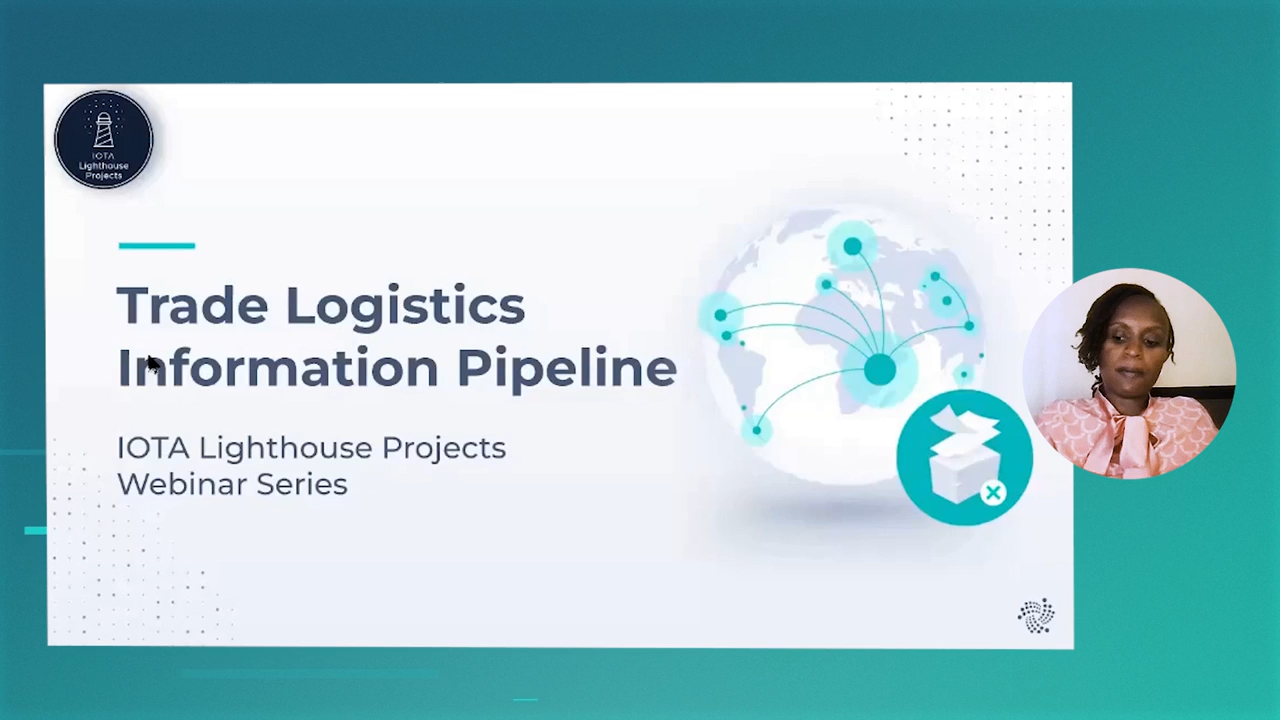 IOTA
Lighthouse
Projects
Trade Logistics
Information Pipeline
IOTA Lighthouse Projects
Webinar Series